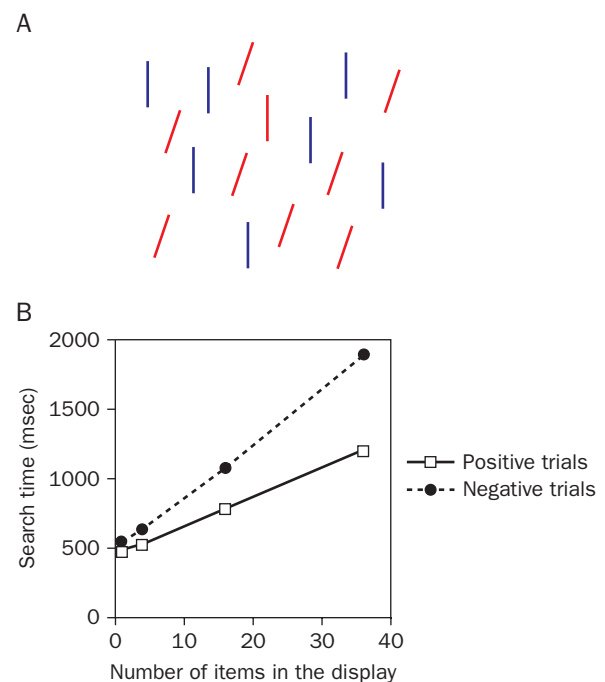 A
B
2000
1500
1000
500
0
Search time (msec)
0 10 20 30 40
Number of items in the display
Positive trials
Negative trials